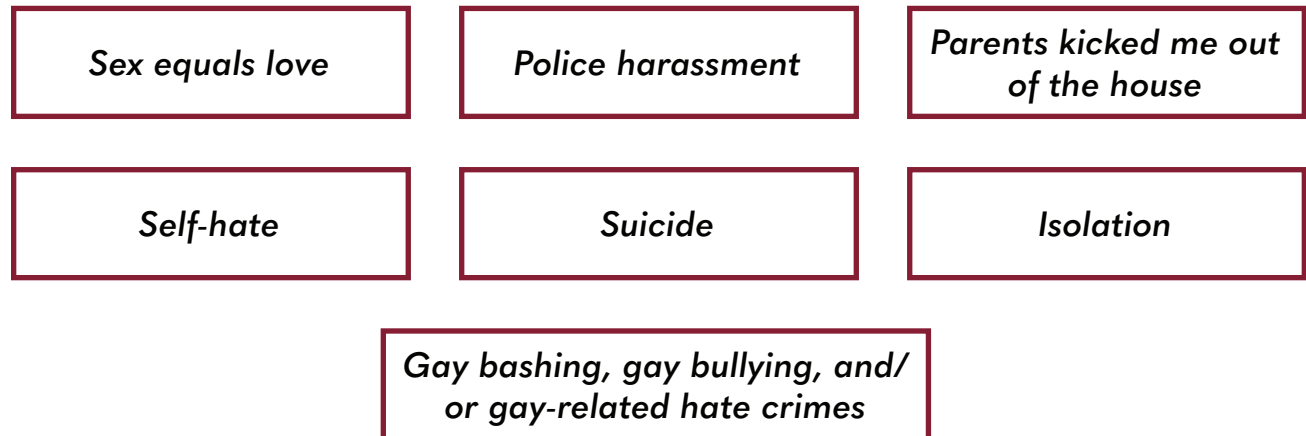 Sex equals love
Police harassment
Parents kicked me out
of the house
Self-hate
Suicide
Isolation
Gay bashing, gay bullying, and/
or gay-related hate crimes